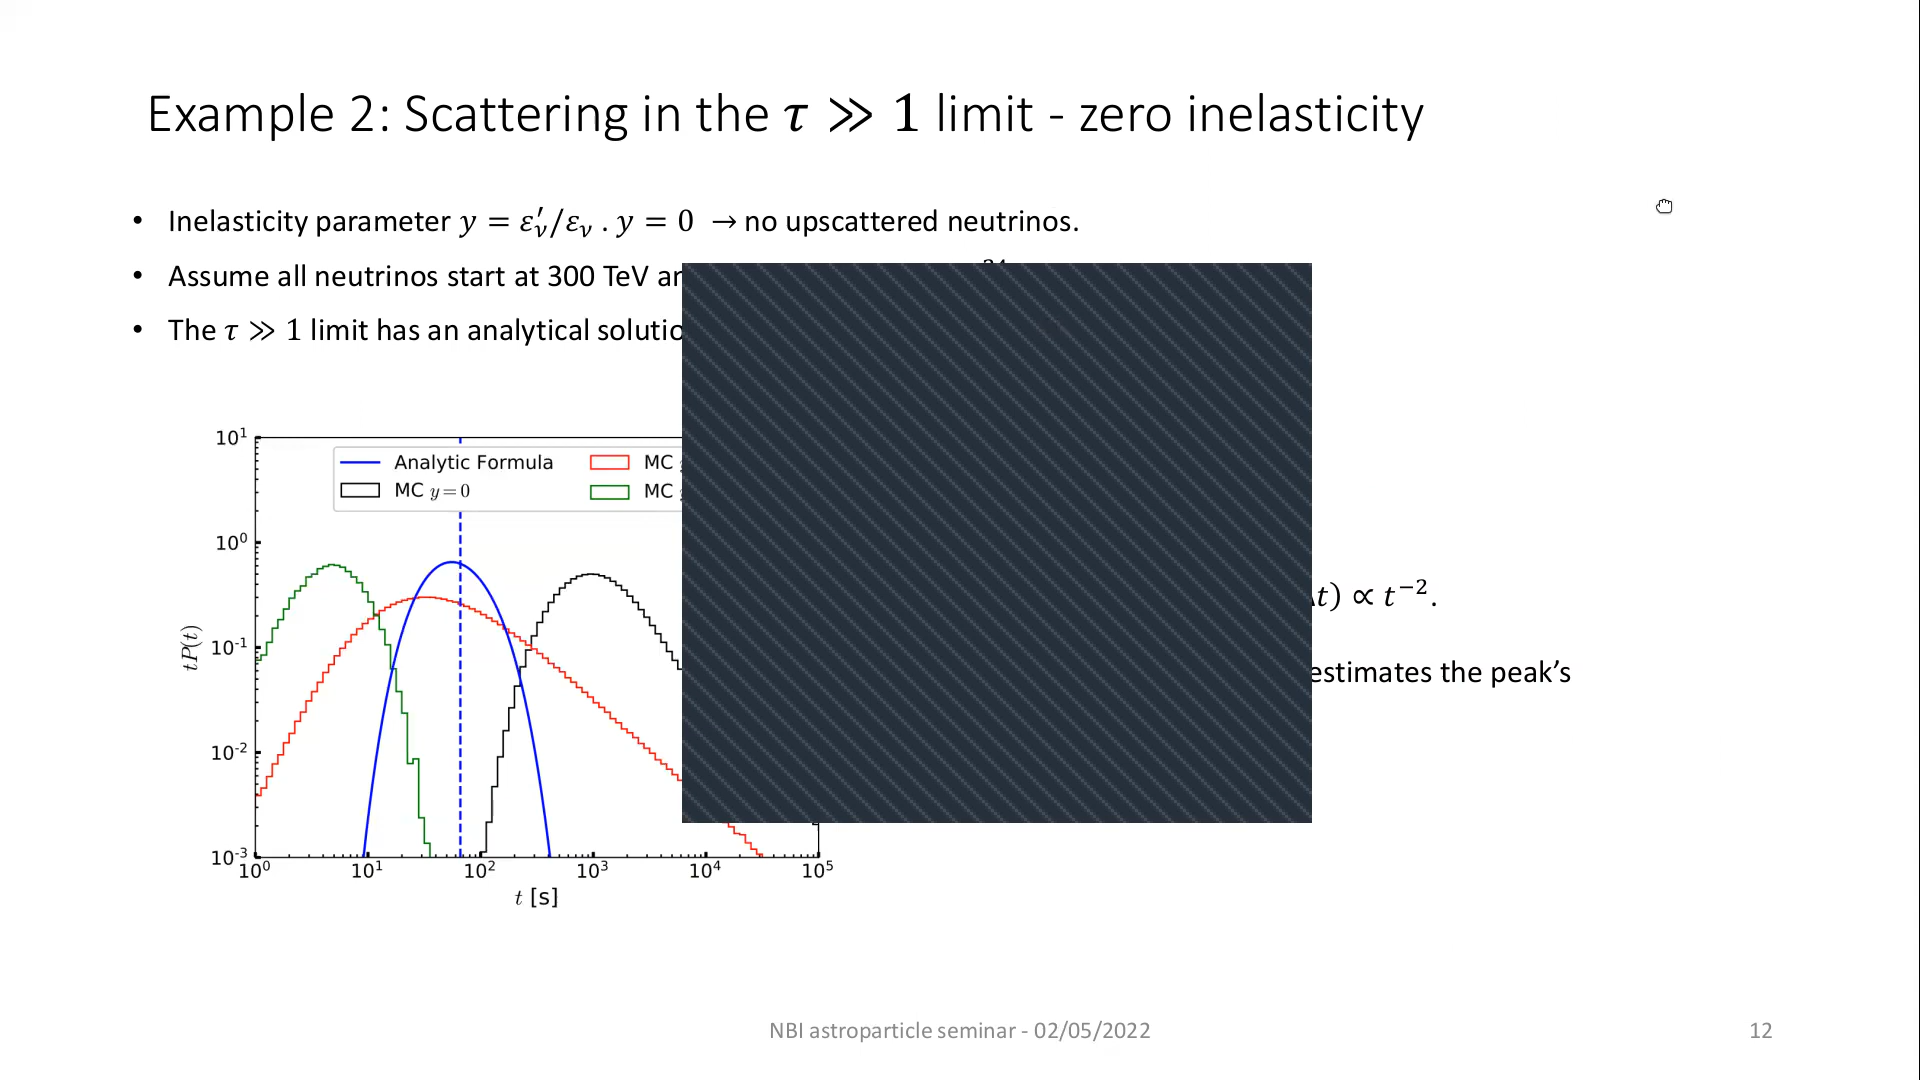 Example 2: Scattering in the τ ≫ 1 limit - zero inelasticity
• Inelasticity parameter y = ε′ν/εν . y = 0 → no upscattered neutrinos.
• Assume all neutrinos start at 300 TeV
• The τ ≫ 1 limit has an analytical
10¹
Analytic Formula
MC
MC y = 0
MC
10⁰
t) ∝ t⁻².
10⁻¹
tP(t)
estimates the peak’s
10⁻²
10⁻³
10⁰ 10¹ 10² 10³ 10⁴ 10⁵
t [s]
NBI astroparticle seminar - 02/05/2022
12